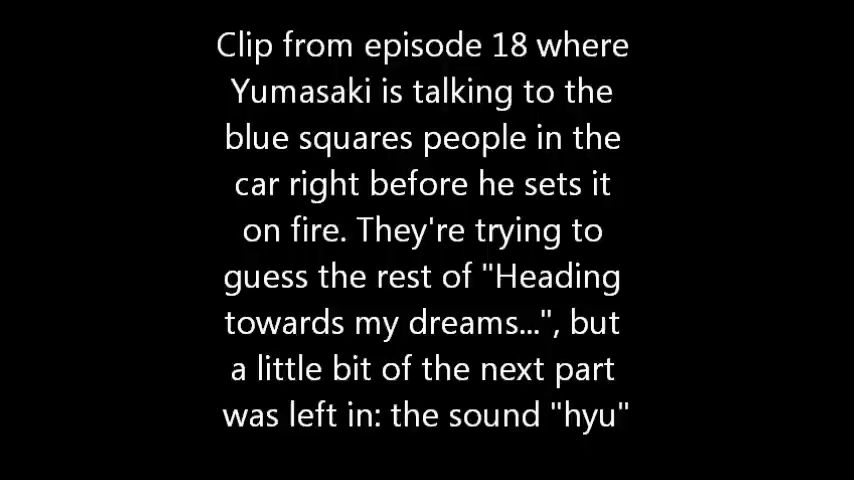 Clip from episode 18 where
Yumasaki is talking to the
blue squares people in the
car right before he sets it
on fire. They're trying to
guess the rest of "Heading
towards my dreams...", but
a little bit of the next part
was left in: the sound "hyu"